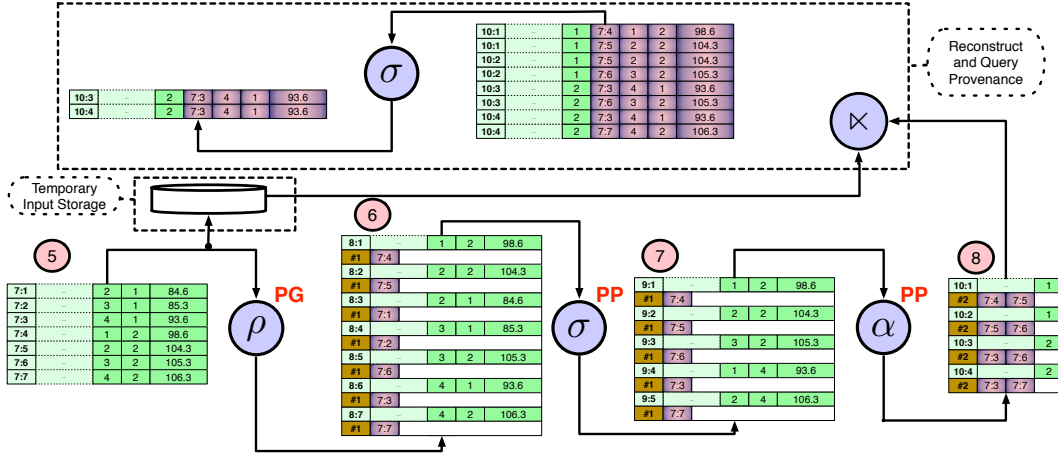 10:1 ... 1 7:4 1 2 98.6
10:1 ... 1 7:5 2 2 104.3
10:2 ... 1 7:5 2 2 104.3
10:2 ... 1 7:6 3 2 105.3
10:3 ... 2 7:3 4 1 93.6
10:3 ... 2 7:6 3 2 105.3
10:4 ... 2 7:3 4 1 93.6
10:4 ... 2 7:7 4 2 106.3
σ
Reconstruct
and Query
Provenance
10:3 ... 2 7:3 4 1 93.6
10:4 ... 2 7:3 4 1 93.6
⋉
Temporary
Input Storage
5
7:1 ... 2 1 84.6
7:2 ... 3 1 85.3
7:3 ... 4 1 93.6
7:4 ... 1 2 98.6
7:5 ... 2 2 104.3
7:6 ... 3 2 105.3
7:7 ... 4 2 106.3
PG
ρ
6
8:1 ... 1 2 98.6
#1 7:4
8:2 ... 2 2 104.3
#1 7:5
8:3 ... 2 1 84.6
#1 7:1
8:4 ... 3 1 85.3
#1 7:2
8:5 ... 3 2 105.3
#1 7:6
8:6 ... 4 1 93.6
#1 7:3
8:7 ... 4 2 106.3
#1 7:7
PP
σ
7
9:1 ... 1 2 98.6
#1 7:4
9:2 ... 2 2 104.3
#1 7:5
9:3 ... 3 2 105.3
#1 7:6
9:4 ... 1 4 93.6
#1 7:3
9:5 ... 2 4 106.3
#1 7:7
PP
α
8
10:1 ... 1
#2 7:4 7:5
10:2 ... 1
#2 7:5 7:6
10:3 ... 2
#2 7:3 7:6
10:4 ... 2
#2 7:3 7:7